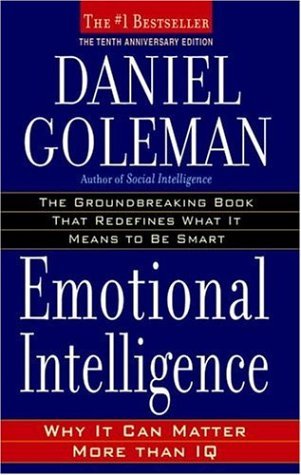 The #1 Bestseller
THE TENTH ANNIVERSARY EDITION
DANIEL
GOLEMAN
Author of Social Intelligence
The Groundbreaking Book
That Redefines What It
Means to Be Smart
Emotional
Intelligence
Why It Can Matter
More than IQ